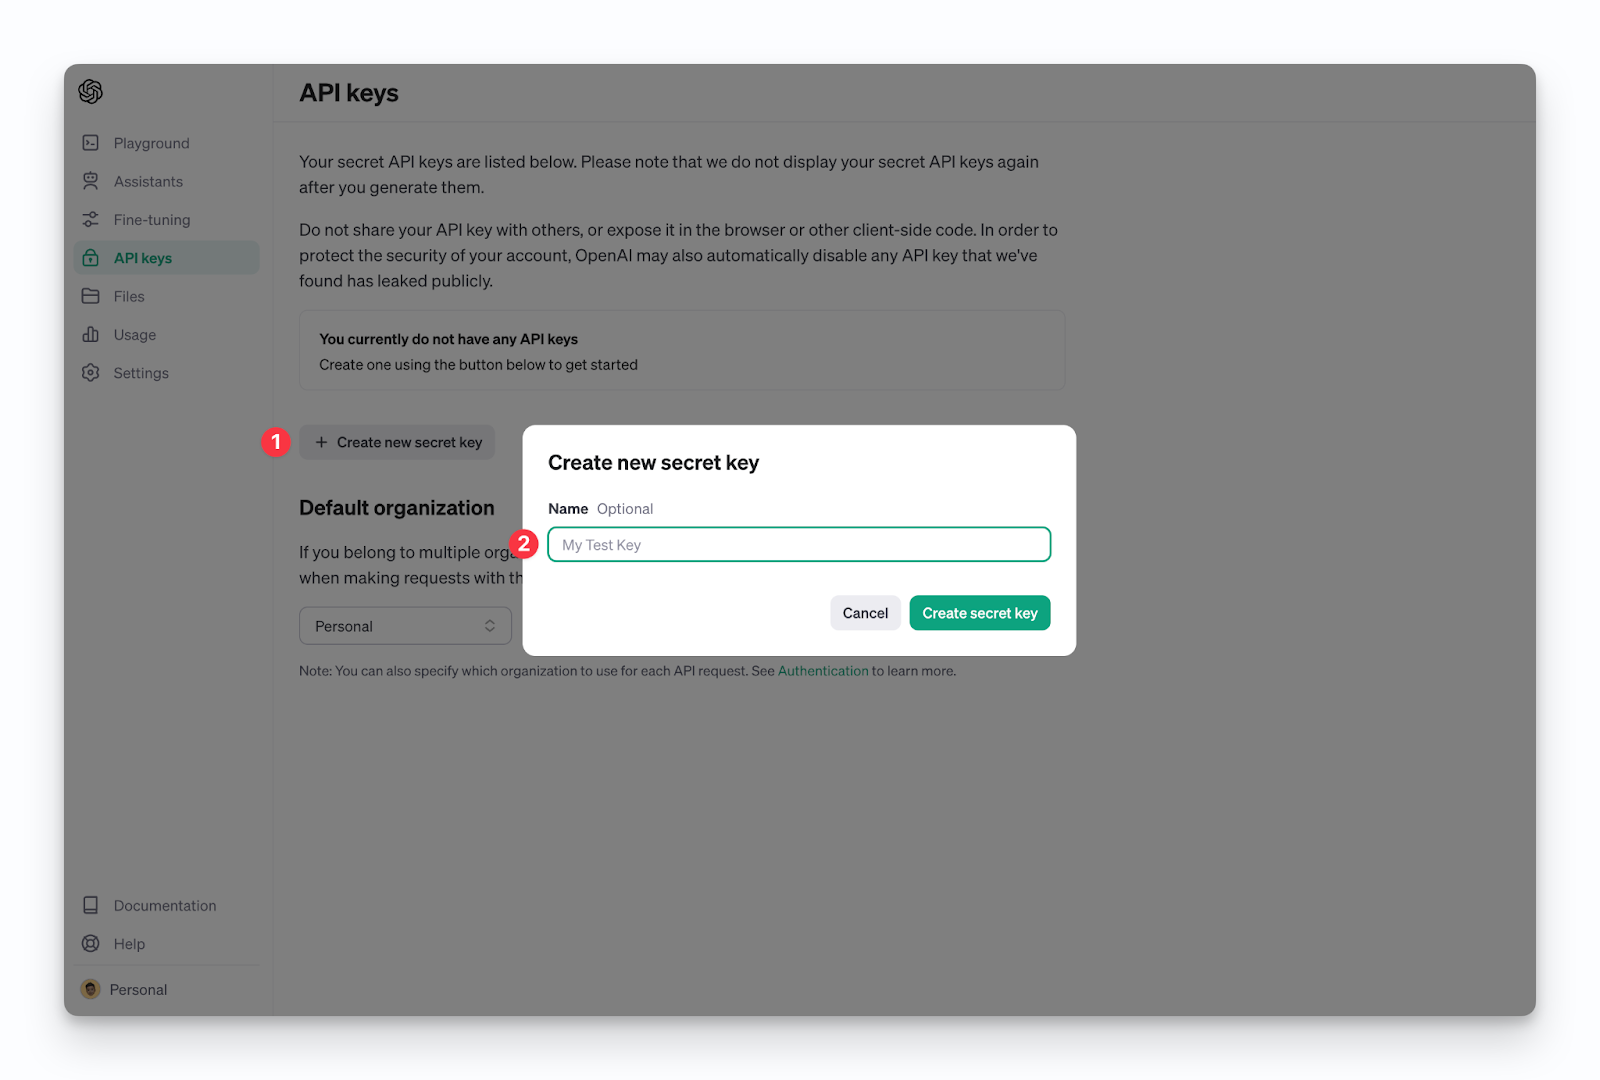 API keys
Playground
Assistants
Fine-tuning
API keys
Files
Usage
Settings
Your secret API keys are listed below. Please note that we do not display your secret API keys again
after you generate them.
Do not share your API key with others, or expose it in the browser or other client-side code. In order to
protect the security of your account, OpenAI may also automatically disable any API key that we've
found has leaked publicly.
You currently do not have any API keys
Create one using the button below to get started
1
+ Create new secret key
Default organization
If you belong to multiple
when making requests with
Personal
Note: You can also specify which organization to use for each API request. See Authentication to learn more.
Create new secret key
Name Optional
2
My Test Key
Cancel
Create secret key
Documentation
Help
Personal